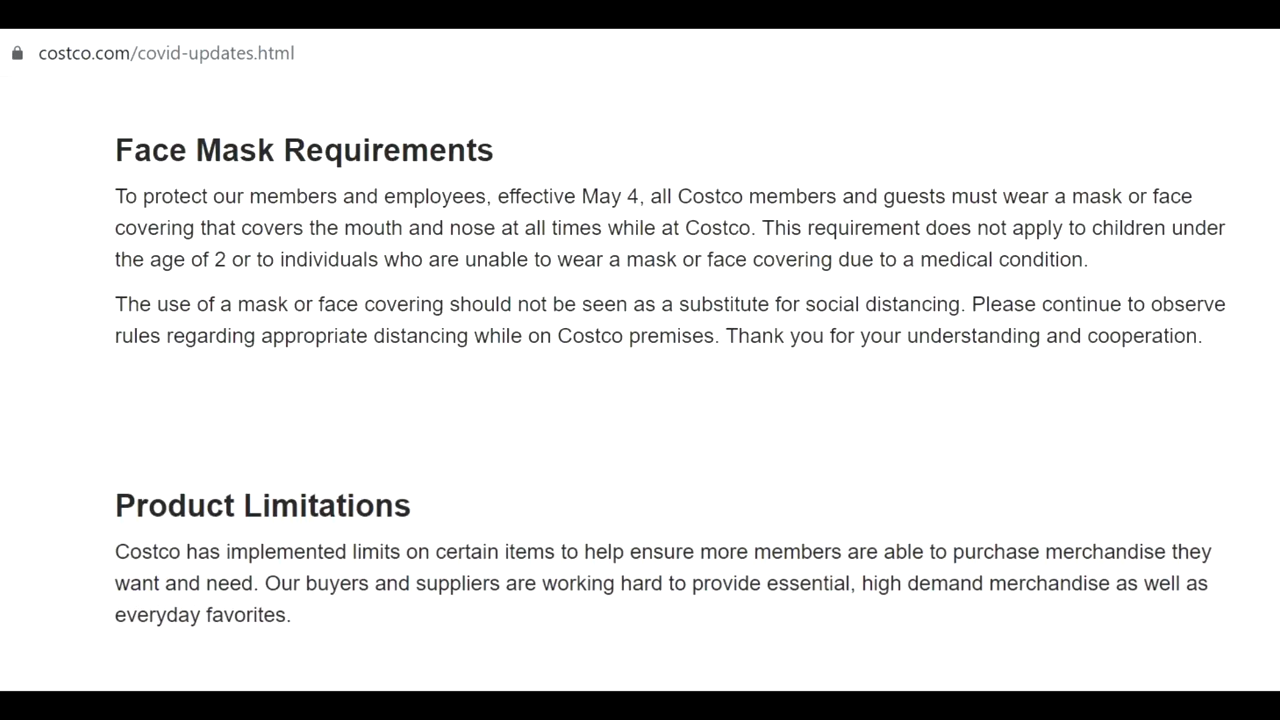 costco.com/covid-updates.html
Face Mask Requirements
To protect our members and employees, effective May 4, all Costco members and guests must wear a mask or face
covering that covers the mouth and nose at all times while at Costco. This requirement does not apply to children under
the age of 2 or to individuals who are unable to wear a mask or face covering due to a medical condition.
The use of a mask or face covering should not be seen as a substitute for social distancing. Please continue to observe
rules regarding appropriate distancing while on Costco premises. Thank you for your understanding and cooperation.
Product Limitations
Costco has implemented limits on certain items to help ensure more members are able to purchase merchandise they
want and need. Our buyers and suppliers are working hard to provide essential, high demand merchandise as well as
everyday favorites.